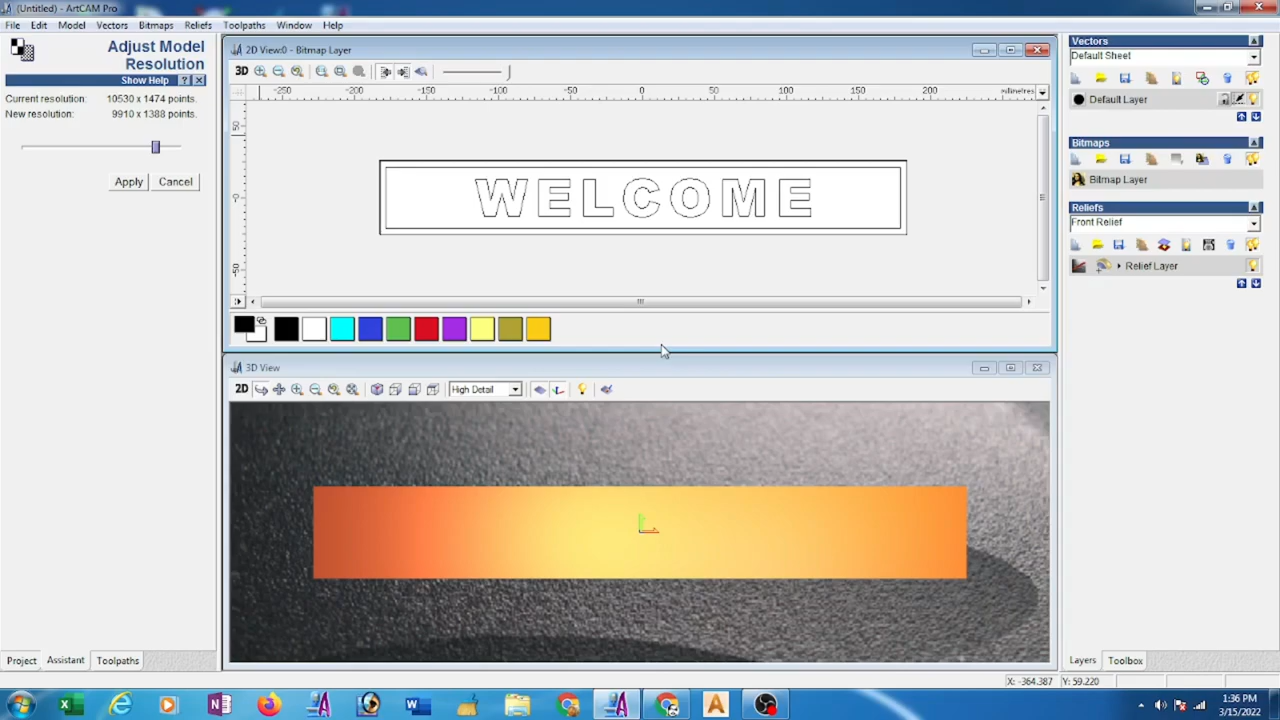 (Untitled) - ArtCAM Pro
File Edit Model Vectors Bitmaps Reliefs Toolpaths Window Help
Adjust Model
Resolution
Show Help ? X
Current resolution: 10530 x 1474 points.
New resolution: 9910 x 1388 points.
Apply Cancel
2D View:0 - Bitmap Layer
3D
-250 -200 -150 -100 -50 0 50 100 150 200
50
-0
-50
WELCOME
3D View
2D High Detail
Vectors
Default Sheet
Default Layer
Bitmaps
Bitmap Layer
Reliefs
Front Relief
Relief Layer
Project Assistant Toolpaths
Layers Toolbox
X: -364.387 Y: 59.220
1:36 PM
3/15/2022